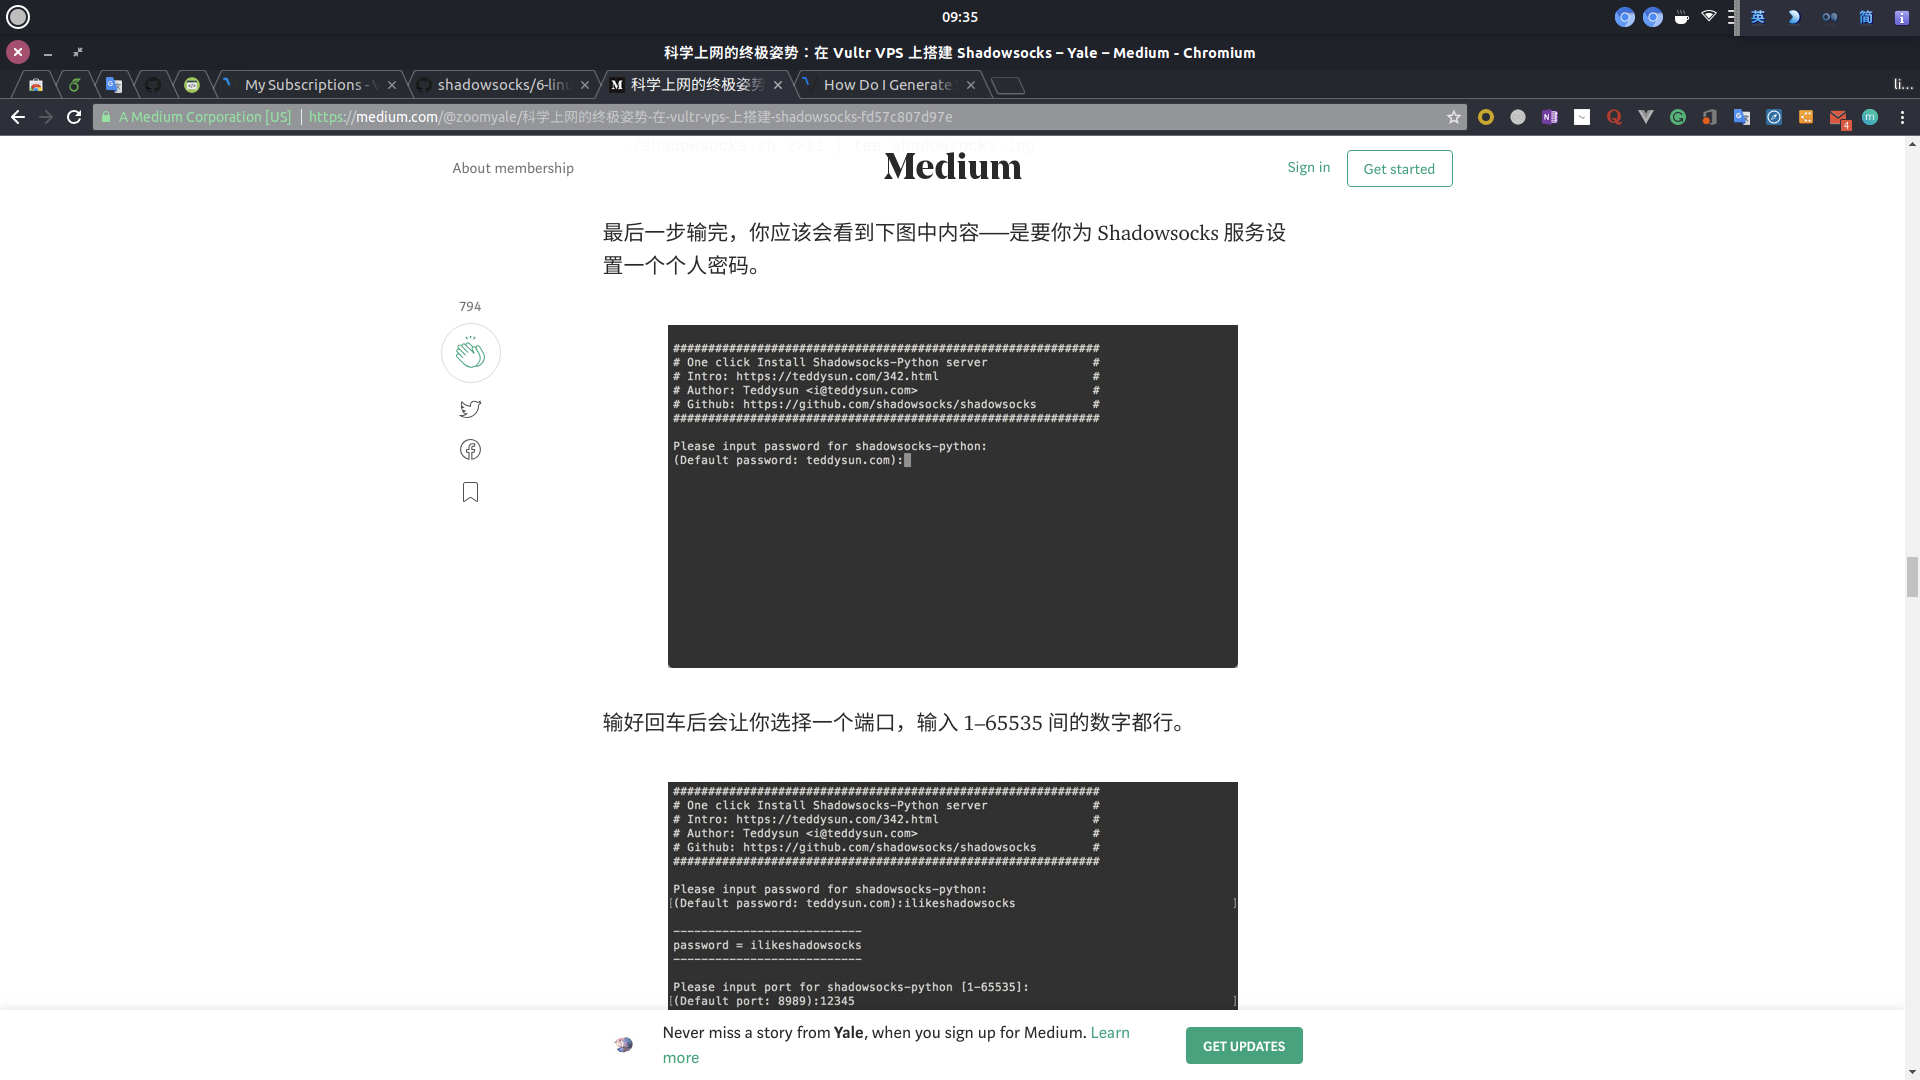 09:35
英
简
科学上网的终极姿势：在 Vultr VPS 上搭建 Shadowsocks – Yale – Medium - Chromium
My Subscriptions - V
shadowsocks/6-linu
科学上网的终极姿势
How Do I Generate S
li...
A Medium Corporation [US] | https://medium.com/@zoomyale/科学上网的终极姿势-在-vultr-vps-上搭建-shadowsocks-fd57c807d97e
4
./shadowsocks.sh 2>&1 | tee shadowsocks.log
About membership
Medium
Sign in
Get started
最后一步输完，你应该会看到下图中内容——是要你为 Shadowsocks 服务设
置一个个人密码。
794
#############################################################
# One click Install Shadowsocks-Python server #
# Intro: https://teddysun.com/342.html #
# Author: Teddysun <i@teddysun.com> #
# Github: https://github.com/shadowsocks/shadowsocks #
#############################################################
Please input password for shadowsocks-python:
(Default password: teddysun.com):
输好回车后会让你选择一个端口，输入 1–65535 间的数字都行。
#############################################################
# One click Install Shadowsocks-Python server #
# Intro: https://teddysun.com/342.html #
# Author: Teddysun <i@teddysun.com> #
# Github: https://github.com/shadowsocks/shadowsocks #
#############################################################
Please input password for shadowsocks-python:
[(Default password: teddysun.com):ilikeshadowsocks ]
---------------------------
password = ilikeshadowsocks
---------------------------
Please input port for shadowsocks-python [1-65535]:
[(Default port: 8989):12345 ]
Never miss a story from Yale, when you sign up for Medium. Learn
more
GET UPDATES